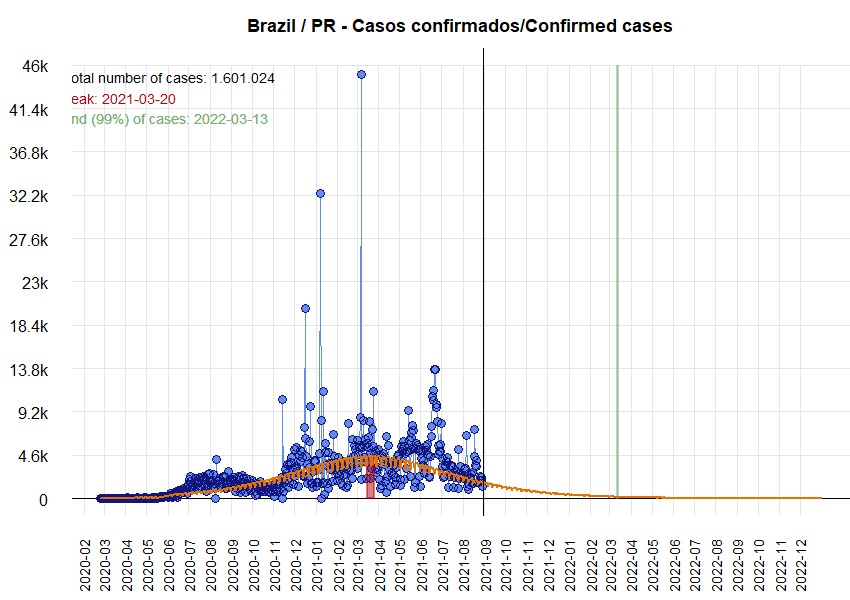 Brazil / PR - Casos confirmados/Confirmed cases
46k
41.4k
36.8k
32.2k
27.6k
23k
18.4k
13.8k
9.2k
4.6k
0
otal number of cases: 1.601.024
eak: 2021-03-20
nd (99%) of cases: 2022-03-13
2020-02
2020-03
2020-04
2020-05
2020-06
2020-07
2020-08
2020-09
2020-10
2020-11
2020-12
2021-01
2021-02
2021-03
2021-04
2021-05
2021-06
2021-07
2021-08
2021-09
2021-10
2021-11
2021-12
2022-01
2022-02
2022-03
2022-04
2022-05
2022-06
2022-07
2022-08
2022-09
2022-10
2022-11
2022-12